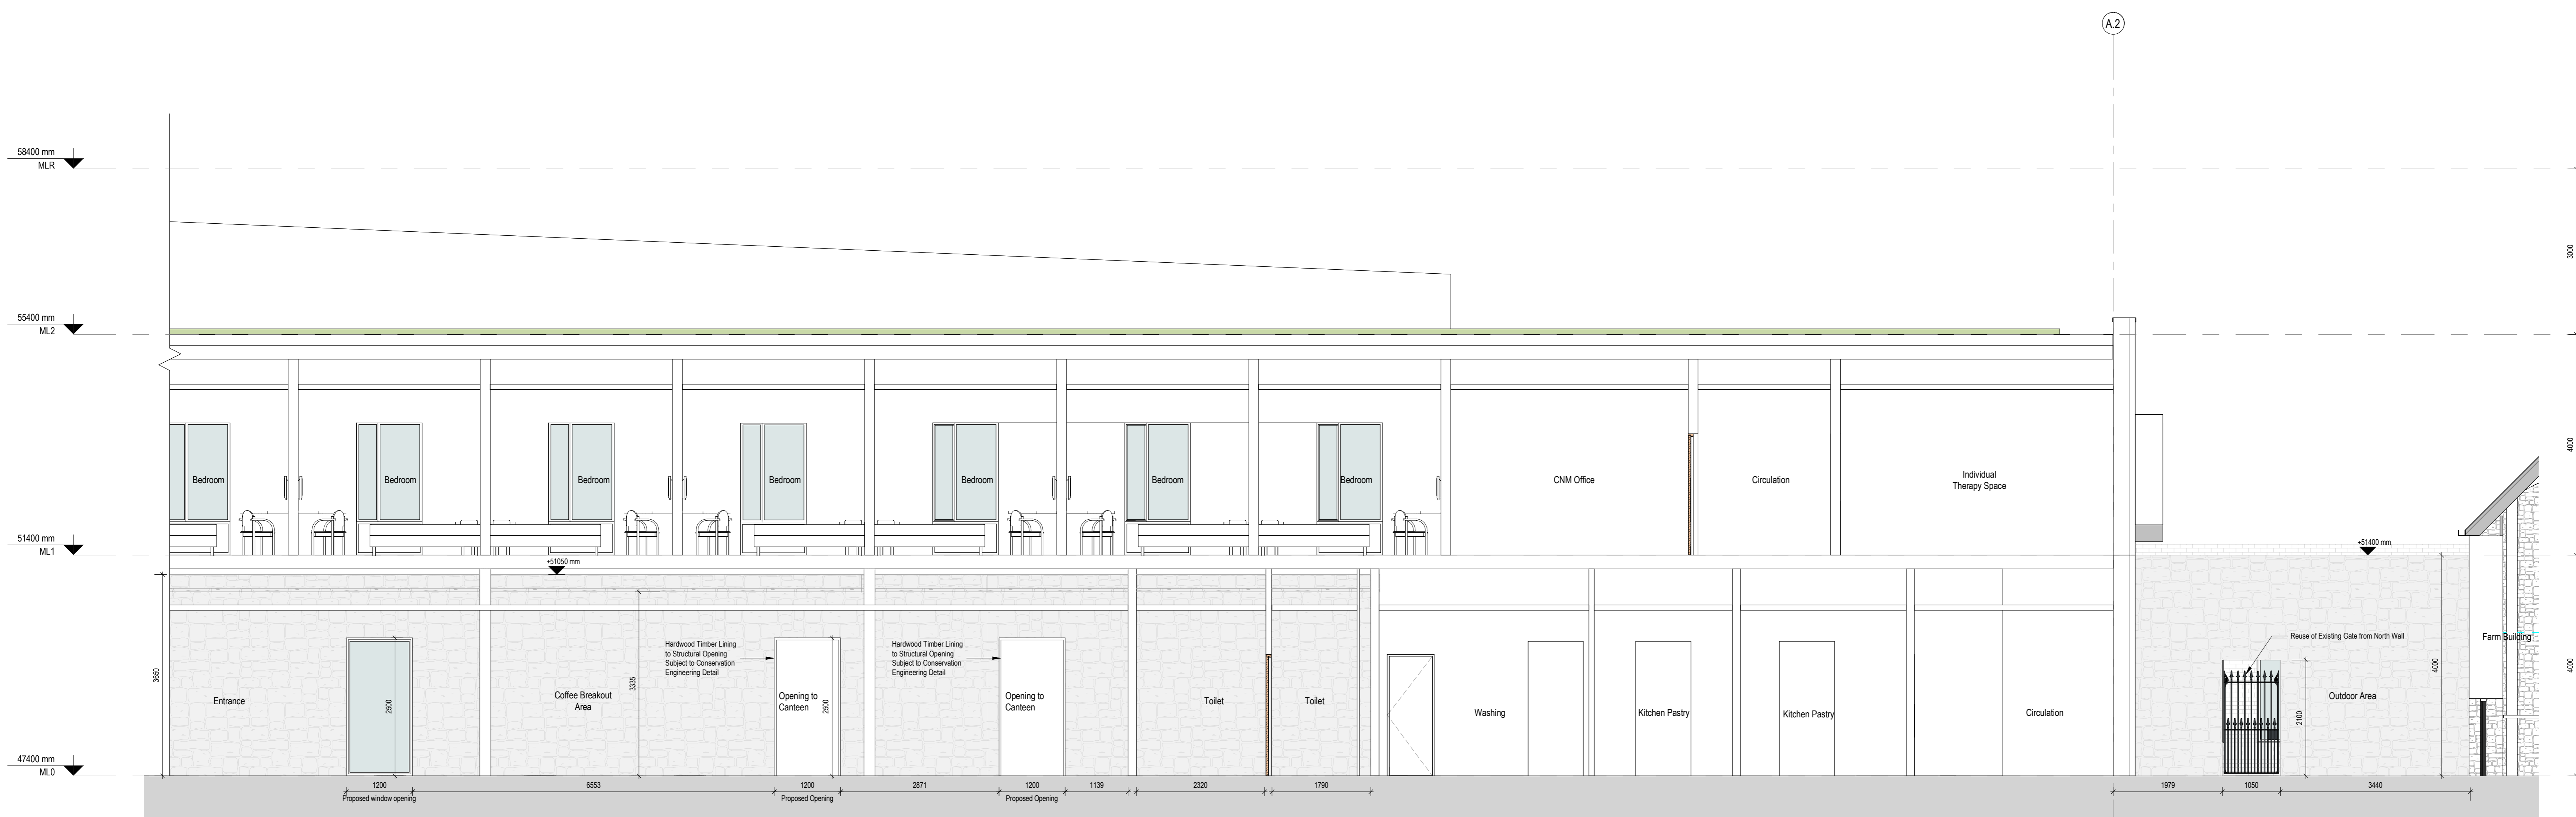 A.2
58400 mm
MLR
3000
55400 mm
ML2
4000
Bedroom
Bedroom
Bedroom
Bedroom
Bedroom
Bedroom
Bedroom
CNM Office
Circulation
Individual
Therapy Space
51400 mm
ML1
+51050 mm
+51400 mm
3650
3335
Hardwood Timber Lining
to Structural Opening
Subject to Conservation
Engineering Detail
Hardwood Timber Lining
to Structural Opening
Subject to Conservation
Engineering Detail
Reuse of Existing Gate from North Wall
Farm Building
4000
4000
Entrance
2500
Coffee Breakout
Area
Opening to
Canteen
2500
Opening to
Canteen
Toilet
Toilet
Washing
Kitchen Pastry
Kitchen Pastry
Circulation
2100
Outdoor Area
47400 mm
ML0
1200
6553
1200
2871
1200
1139
2320
1790
1979
1050
3440
Proposed window opening
Proposed Opening
Proposed Opening